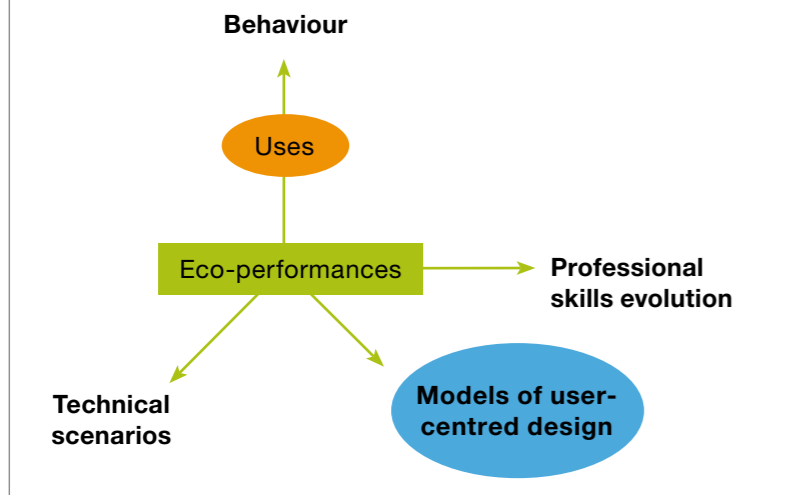 Behaviour
Uses
Eco-performances
Professional
skills evolution
Models of user-
centred design
Technical
scenarios